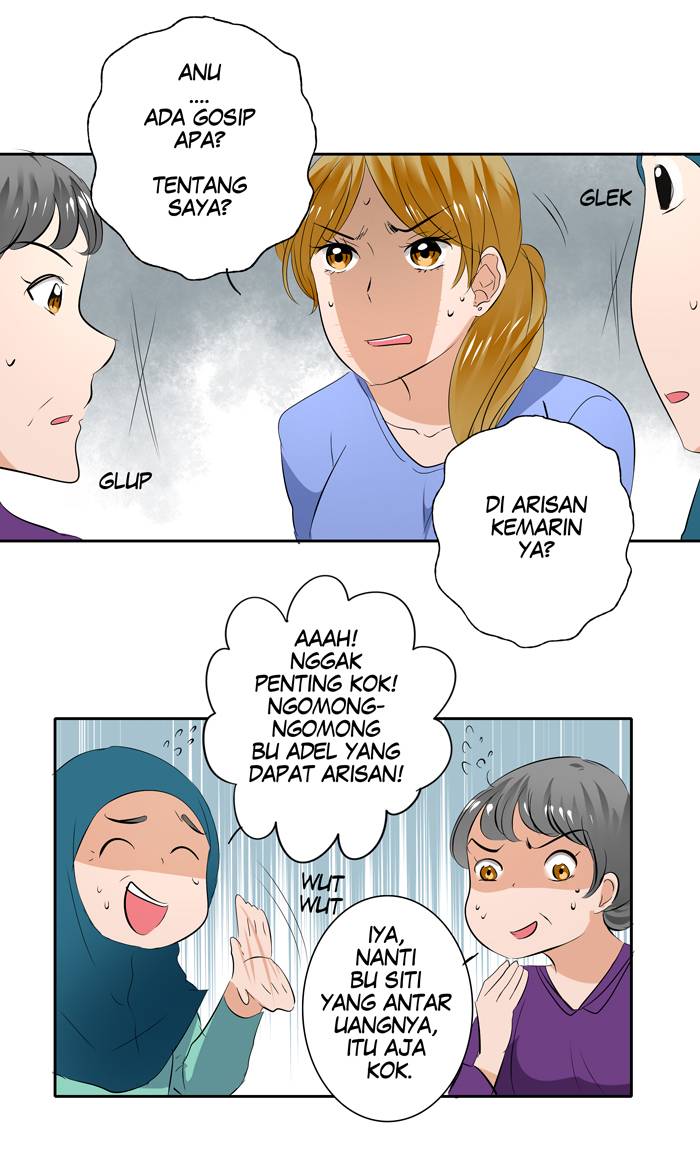 ANU
....
ADA GOSIP
APA?
TENTANG
SAYA?
GLEK
GLUP
DI ARISAN
KEMARIN
YA?
AAAH!
NGGAK
PENTING KOK!
NGOMONG-
NGOMONG
BU ADEL YANG
DAPAT ARISAN!
WUT
WUT
IYA,
NANTI
BU SITI
YANG ANTAR
UANGNYA,
ITU AJA
KOK.